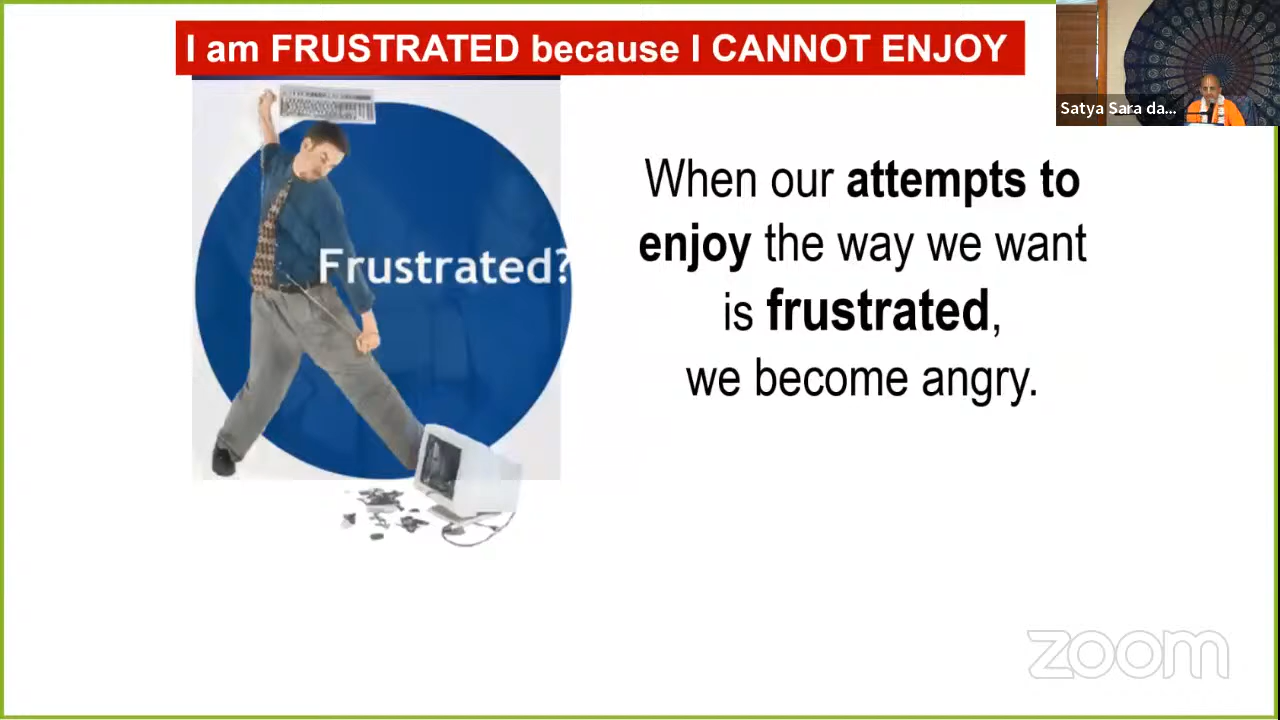 I am FRUSTRATED because I CANNOT ENJOY
Satya Sara da...
Frustrated?
When our attempts to
enjoy the way we want
is frustrated,
we become angry.
zoom